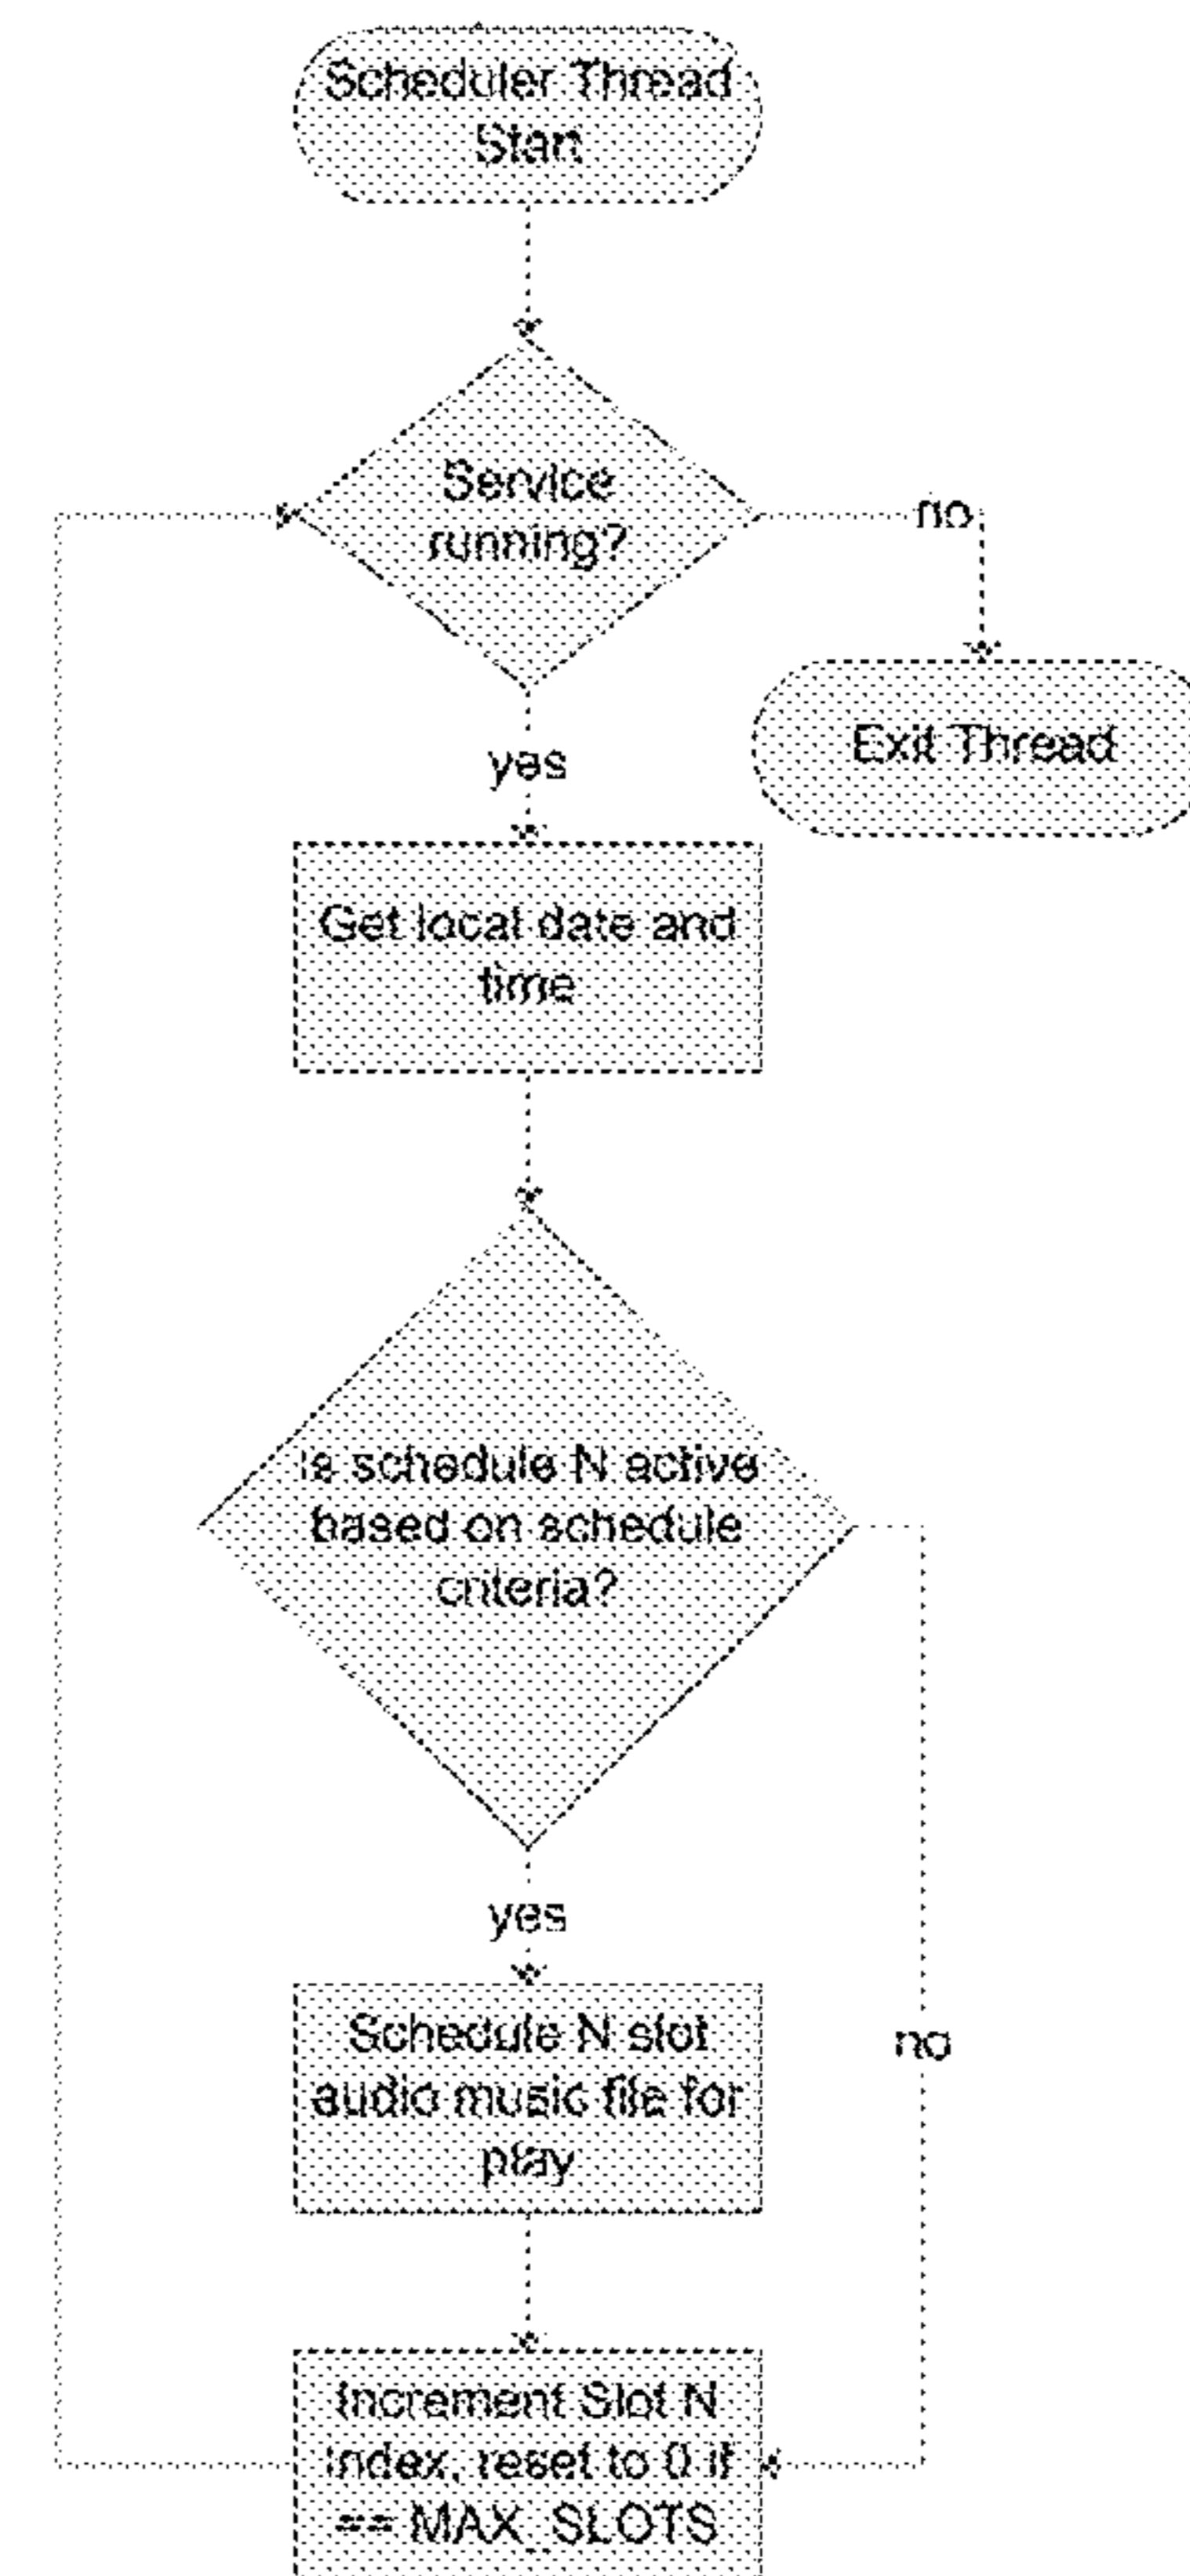 Scheduler Thread
Start
Service
running?
no
Exit Thread
yes
Get local date and
time
Is schedule N active
based on schedule
criteria?
yes
Schedule N slot
audio music file for
play
no
Increment Slot N
index, reset to 0 if
== MAX_SLOTS